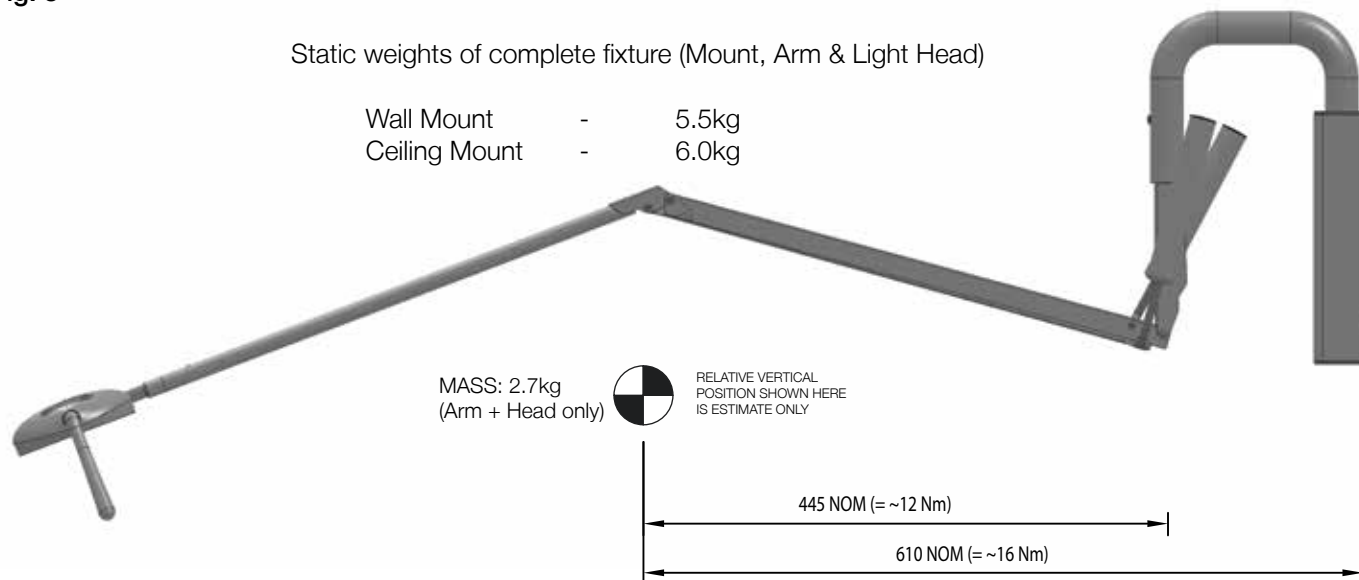 Static weights of complete fixture (Mount, Arm & Light Head)
Wall Mount - 5.5kg
Ceiling Mount - 6.0kg
MASS: 2.7kg
(Arm + Head only)
RELATIVE VERTICAL
POSITION SHOWN HERE
IS ESTIMATE ONLY
445 NOM (= ~12 Nm)
610 NOM (= ~16 Nm)